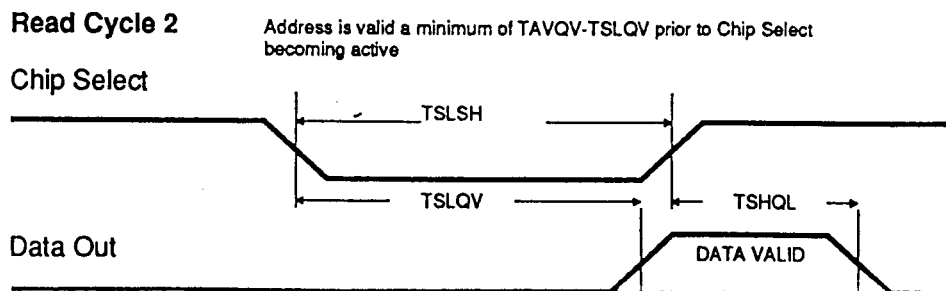 Read Cycle 2
Address is valid a minimum of TAVQV-TSLQV prior to Chip Select
becoming active
Chip Select
TSLSH
TSLQV
TSHQL
Data Out
DATA VALID